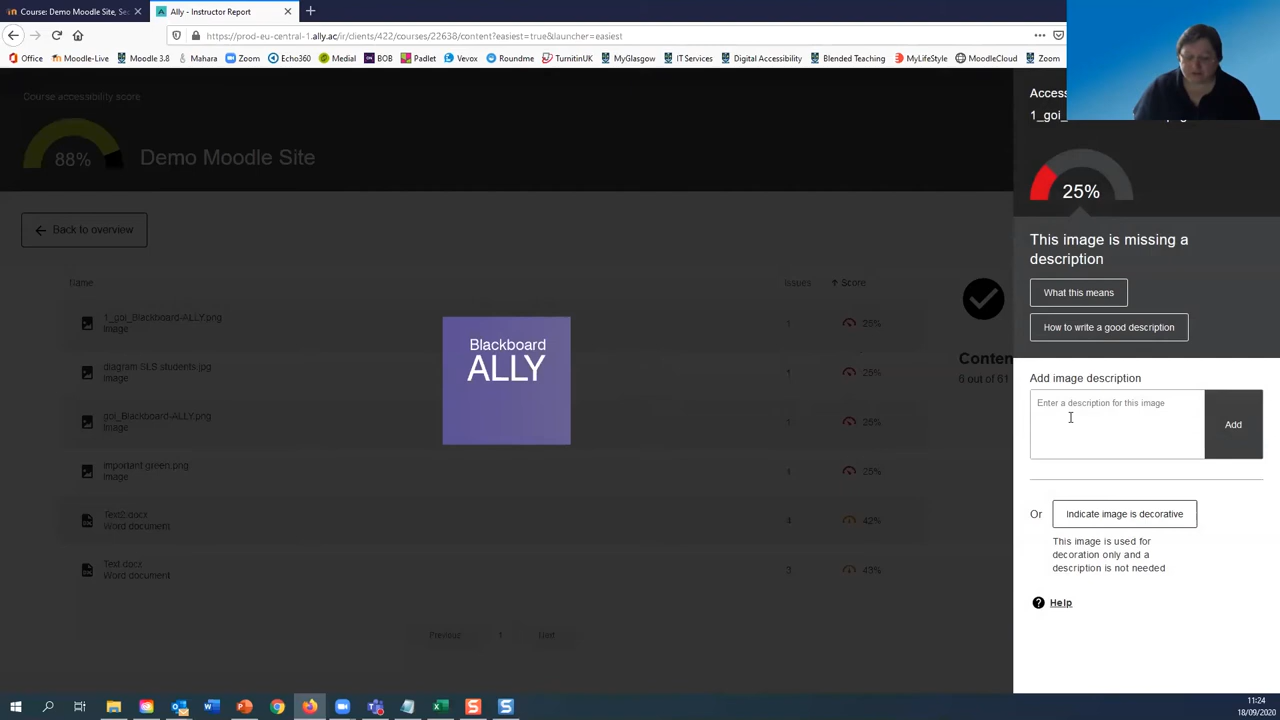 Course: Demo Moodle Site, Sec
Ally - Instructor Report
https://prod-eu-central-1.ally.ac/ir/clients/422/courses/22638/content?easiest=true&launcher=easiest
Office
Moodle-Live
Moodle 3.8
Mahara
Zoom
Echo360
Medial
BOB
Padlet
Vevox
Roundme
TurnitinUK
MyGlasgow
IT Services
Digital Accessibility
Blended Teaching
MyLifeStyle
MoodleCloud
Zoom
Course accessibility score
88%
Demo Moodle Site
Back to overview
Name
Issues
Score
1_goi_Blackboard-ALLY.png
Image
1
25%
diagram SLS students.jpg
Image
1
25%
goi_Blackboard-ALLY.png
Image
1
25%
important green.png
Image
1
25%
Test2.docx
Word document
4
42%
Test.docx
Word document
3
43%
Previous
1
Next
Conten
6 out of 61
Blackboard
ALLY
Access
1_goi_
25%
This image is missing a
description
What this means
How to write a good description
Add image description
Enter a description for this image
Add
Or
Indicate image is decorative
This image is used for
decoration only and a
description is not needed
Help
11:24
18/09/2020